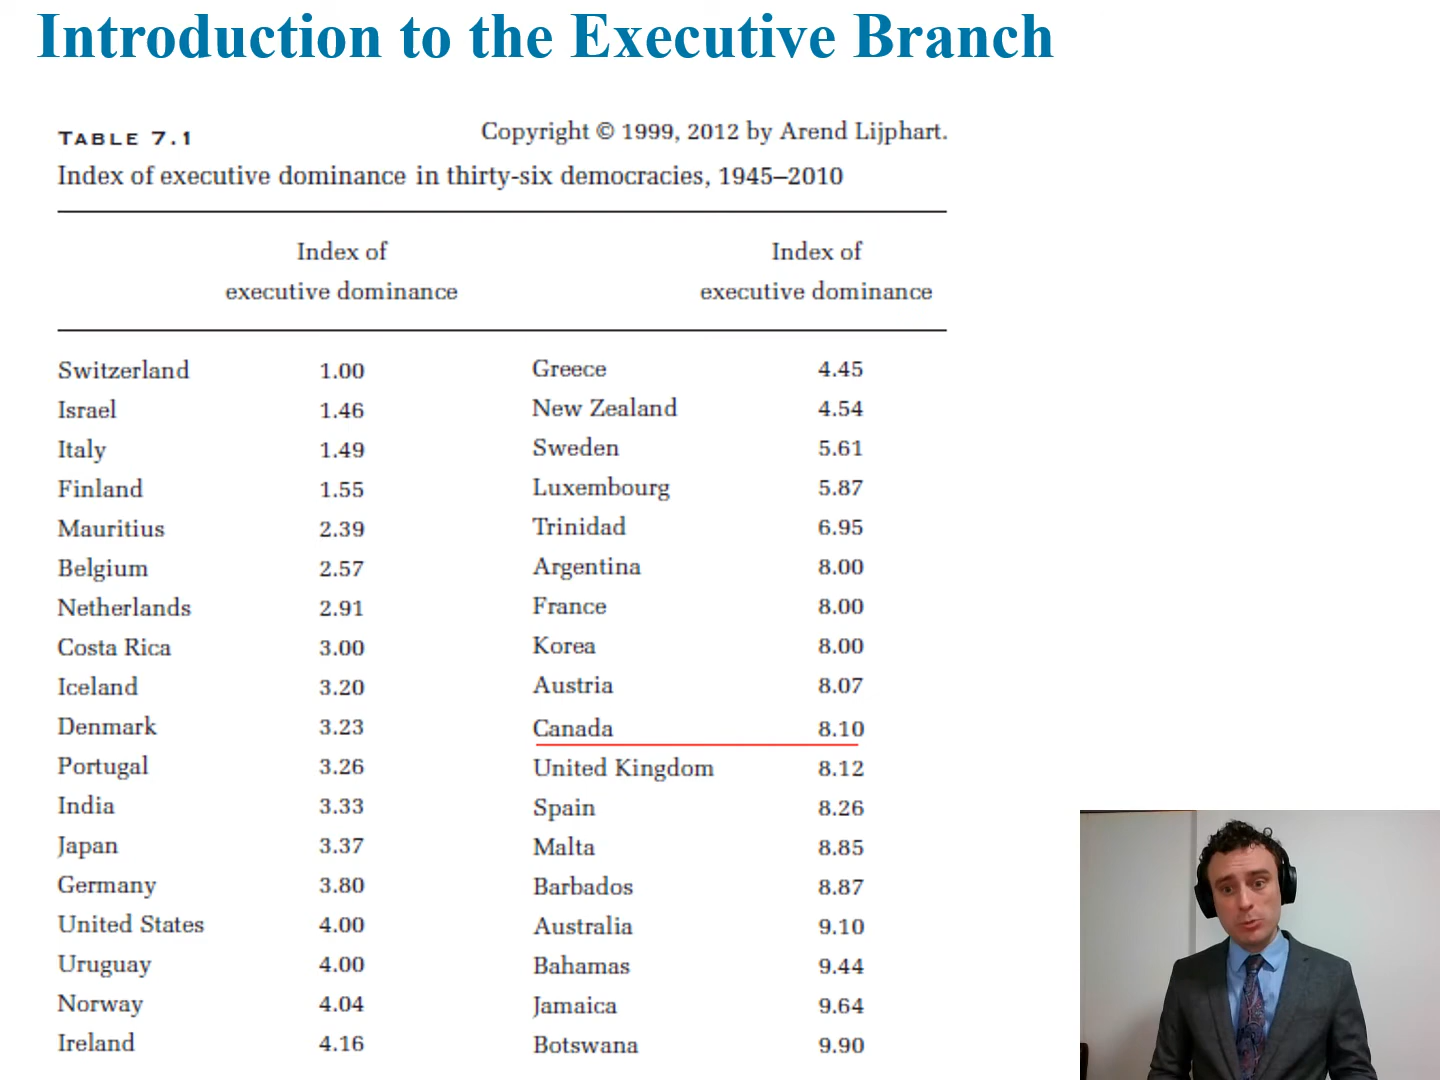 Introduction to the Executive Branch
TABLE 7.1 Copyright © 1999, 2012 by Arend Lijphart.
Index of executive dominance in thirty-six democracies, 1945–2010
Index of Index of
executive dominance executive dominance
Switzerland 1.00 Greece 4.45
Israel 1.46 New Zealand 4.54
Italy 1.49 Sweden 5.61
Finland 1.55 Luxembourg 5.87
Mauritius 2.39 Trinidad 6.95
Belgium 2.57 Argentina 8.00
Netherlands 2.91 France 8.00
Costa Rica 3.00 Korea 8.00
Iceland 3.20 Austria 8.07
Denmark 3.23 Canada 8.10
Portugal 3.26 United Kingdom 8.12
India 3.33 Spain 8.26
Japan 3.37 Malta 8.85
Germany 3.80 Barbados 8.87
United States 4.00 Australia 9.10
Uruguay 4.00 Bahamas 9.44
Norway 4.04 Jamaica 9.64
Ireland 4.16 Botswana 9.90